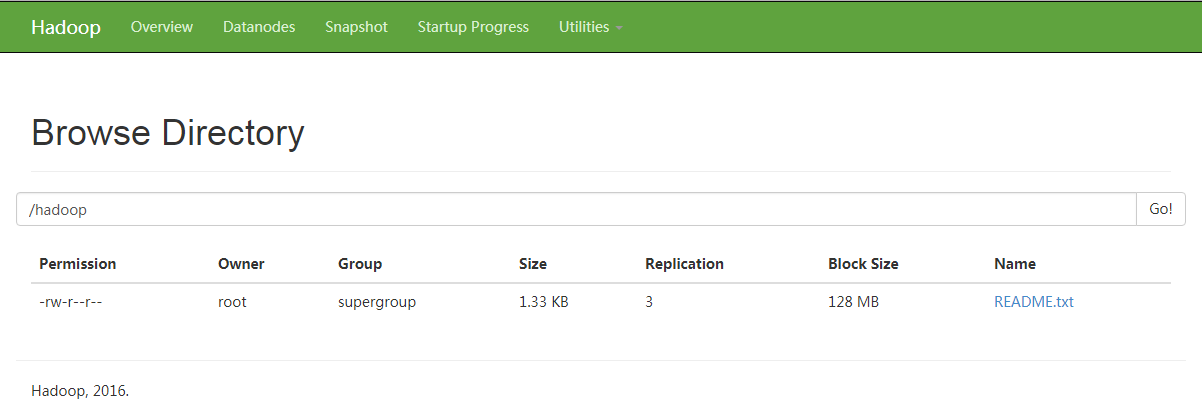 Hadoop Overview Datanodes Snapshot Startup Progress Utilities
Browse Directory
/hadoop Go!
Permission Owner Group Size Replication Block Size Name
-rw-r--r-- root supergroup 1.33 KB 3 128 MB README.txt
Hadoop, 2016.